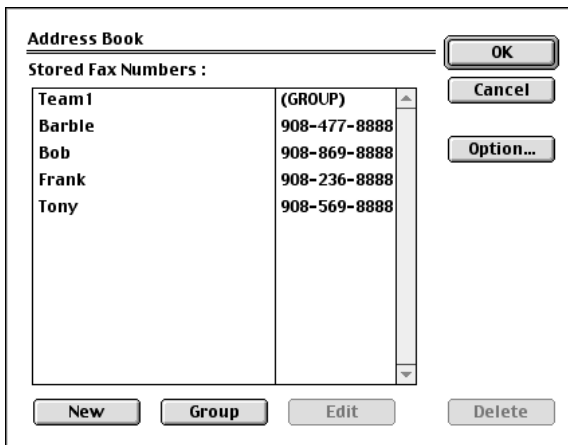 Address Book
OK
Stored Fax Numbers :
Cancel
Team1 (GROUP)
Barble 908-477-8888
Bob 908-869-8888
Option...
Frank 908-236-8888
Tony 908-569-8888
New Group Edit Delete